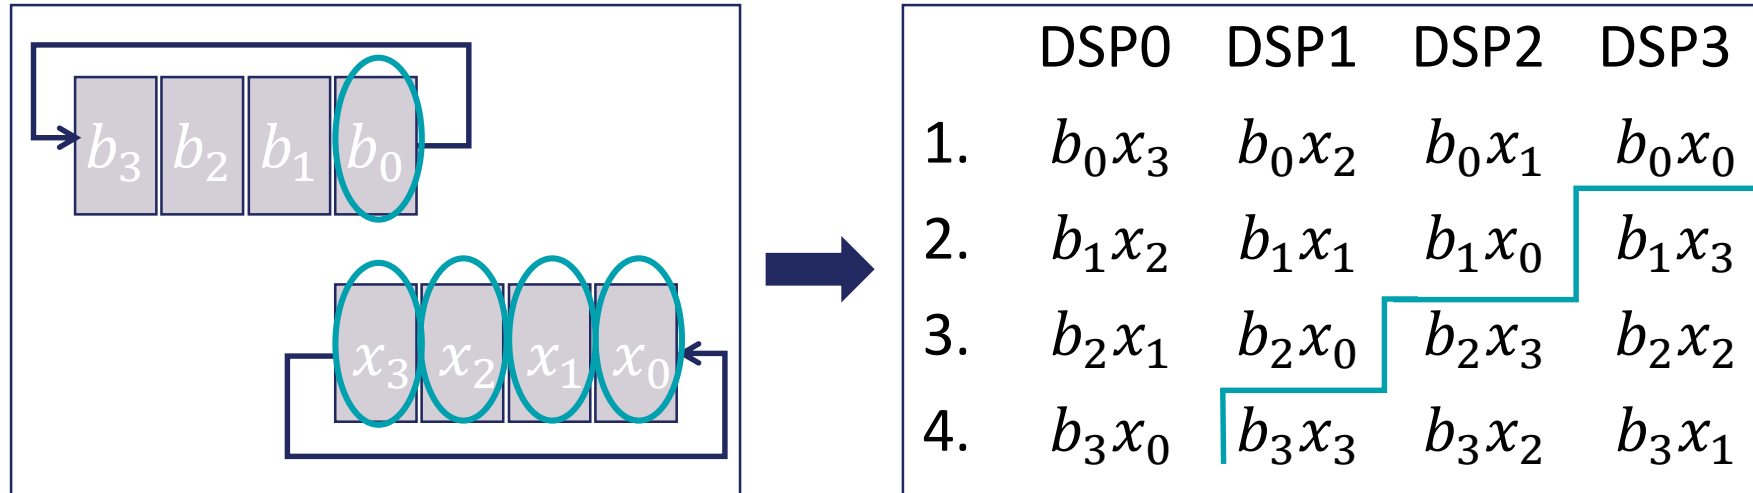 b₃ b₂ b₁ b₀
x₃ x₂ x₁ x₀
DSP0 DSP1 DSP2 DSP3
1. b₀x₃ b₀x₂ b₀x₁ b₀x₀
2. b₁x₂ b₁x₁ b₁x₀ b₁x₃
3. b₂x₁ b₂x₀ b₂x₃ b₂x₂
4. b₃x₀ b₃x₃ b₃x₂ b₃x₁